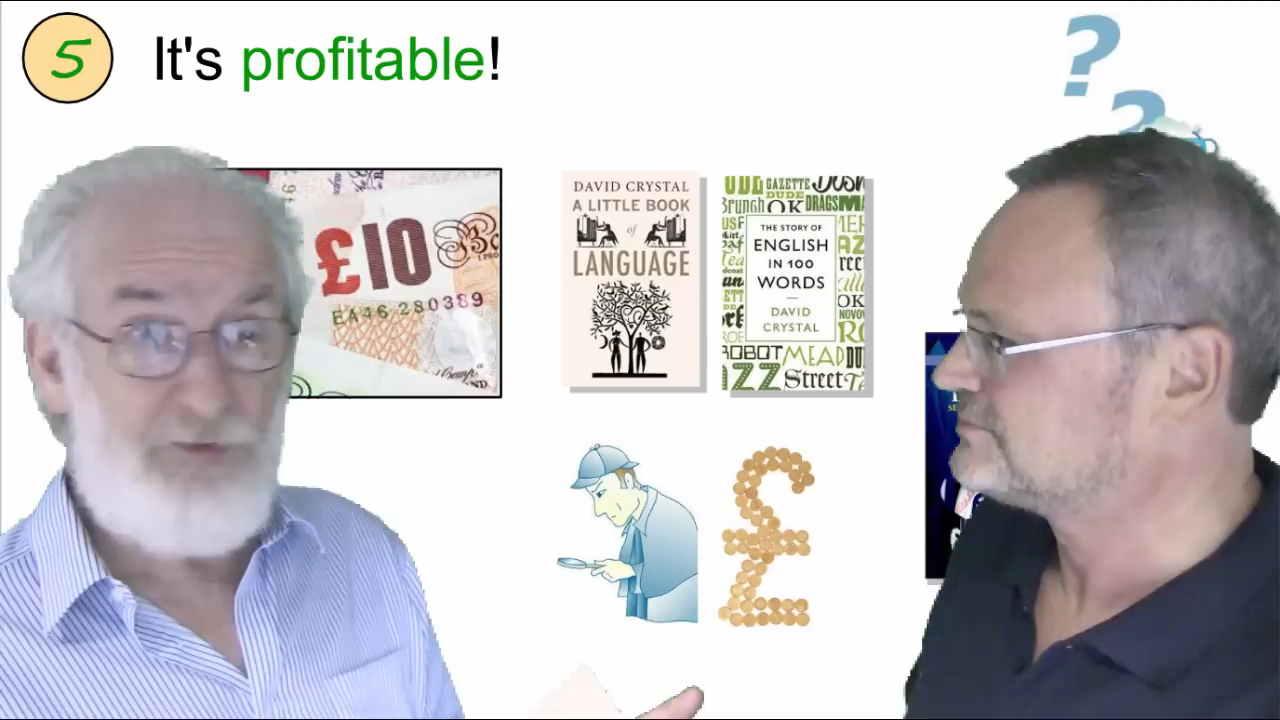 5 It's profitable!
?
?
£10
EA46 280389
DAVID CRYSTAL
A LITTLE BOOK
of
LANGUAGE
GAZETTE
DUDE
OK
DRAGS
THE STORY OF
ENGLISH
IN 100
WORDS
DAVID
CRYSTAL
OK
ROBOT MEAD
Street
£